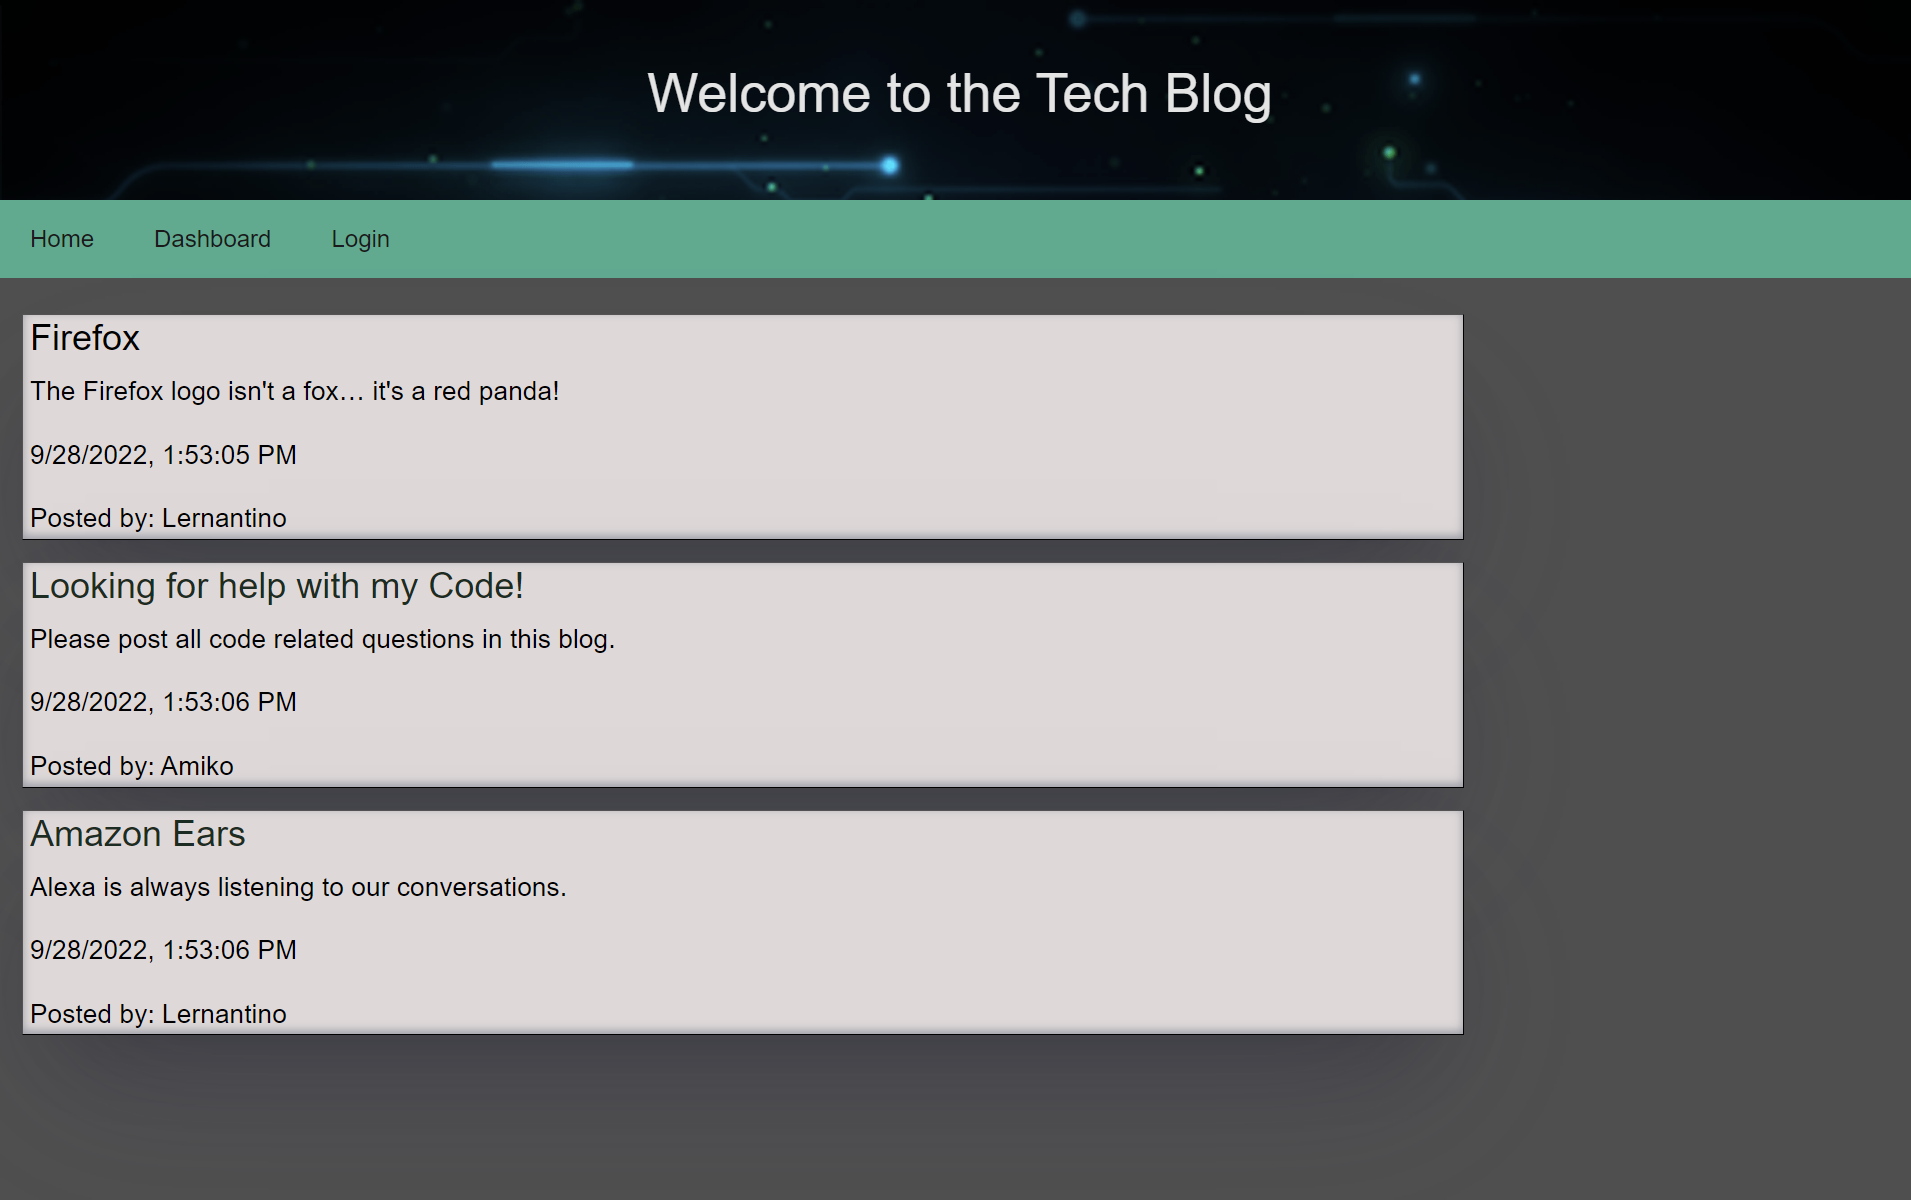 Welcome to the Tech Blog
Home Dashboard Login
Firefox
The Firefox logo isn't a fox… it's a red panda!
9/28/2022, 1:53:05 PM
Posted by: Lernantino
Looking for help with my Code!
Please post all code related questions in this blog.
9/28/2022, 1:53:06 PM
Posted by: Amiko
Amazon Ears
Alexa is always listening to our conversations.
9/28/2022, 1:53:06 PM
Posted by: Lernantino